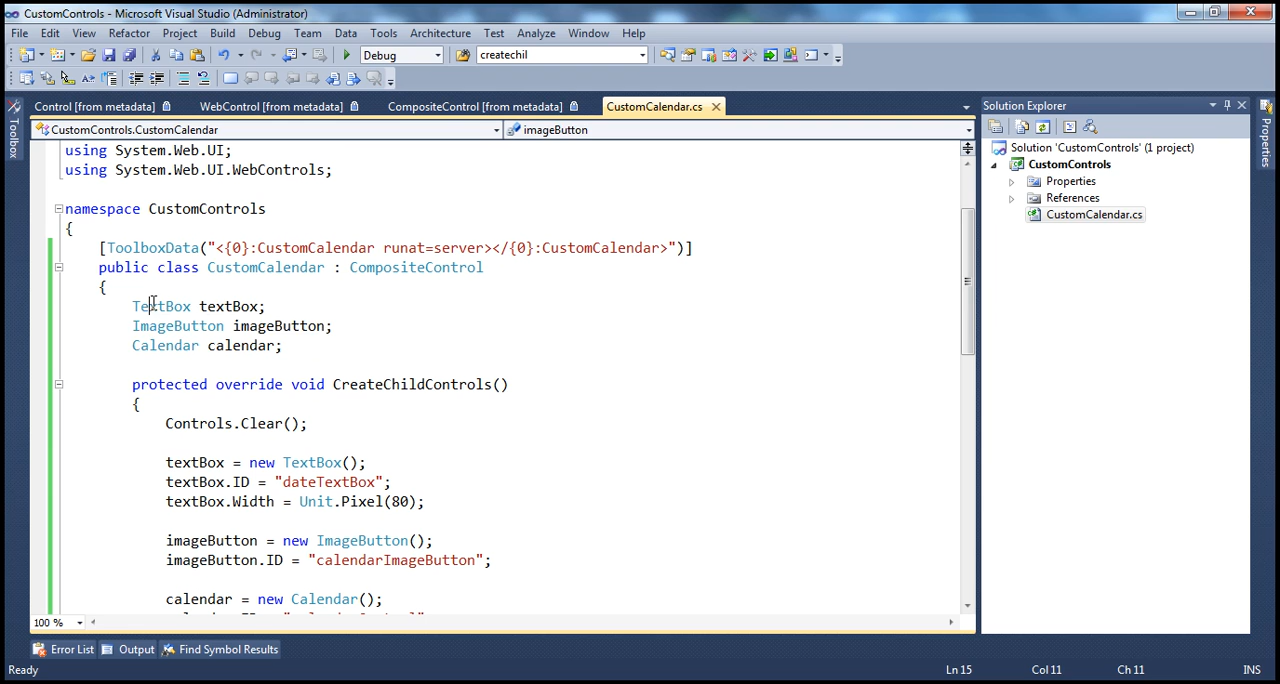 CustomControls - Microsoft Visual Studio (Administrator)
File Edit View Refactor Project Build Debug Team Data Tools Architecture Test Analyze Window Help
Debug createchil
Control [from metadata] WebControl [from metadata] CompositeControl [from metadata] CustomCalendar.cs
Solution Explorer
Toolbox
Properties
CustomControls.CustomCalendar imageButton
Solution 'CustomControls' (1 project)
CustomControls
Properties
References
CustomCalendar.cs
using System.Web.UI;
using System.Web.UI.WebControls;
namespace CustomControls
{
[ToolboxData("<{0}:CustomCalendar runat=server></{0}:CustomCalendar>")]
public class CustomCalendar : CompositeControl
{
TextBox textBox;
ImageButton imageButton;
Calendar calendar;
protected override void CreateChildControls()
{
Controls.Clear();
textBox = new TextBox();
textBox.ID = "dateTextBox";
textBox.Width = Unit.Pixel(80);
imageButton = new ImageButton();
imageButton.ID = "calendarImageButton";
calendar = new Calendar();
100 %
Error List Output Find Symbol Results
Ready Ln 15 Col 11 Ch 11 INS